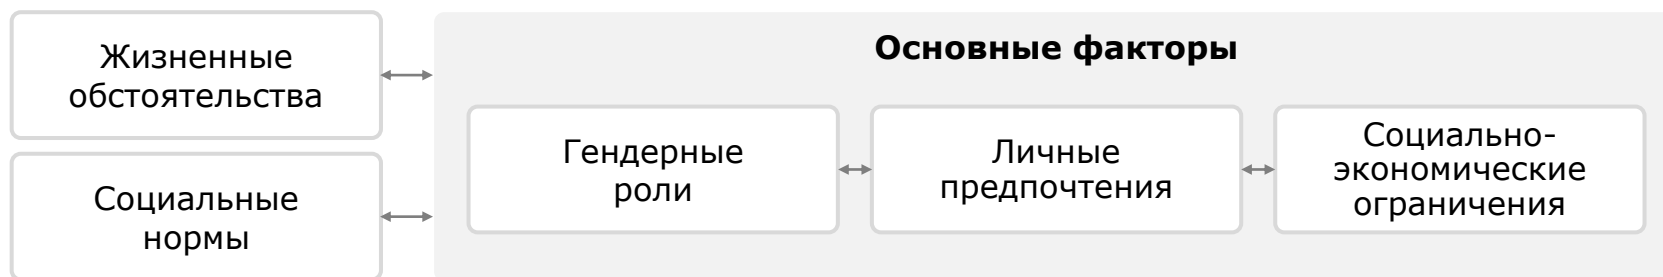 Жизненные
обстоятельства
Социальные
нормы
Основные факторы
Гендерные
роли
Личные
предпочтения
Социально-
экономические
ограничения